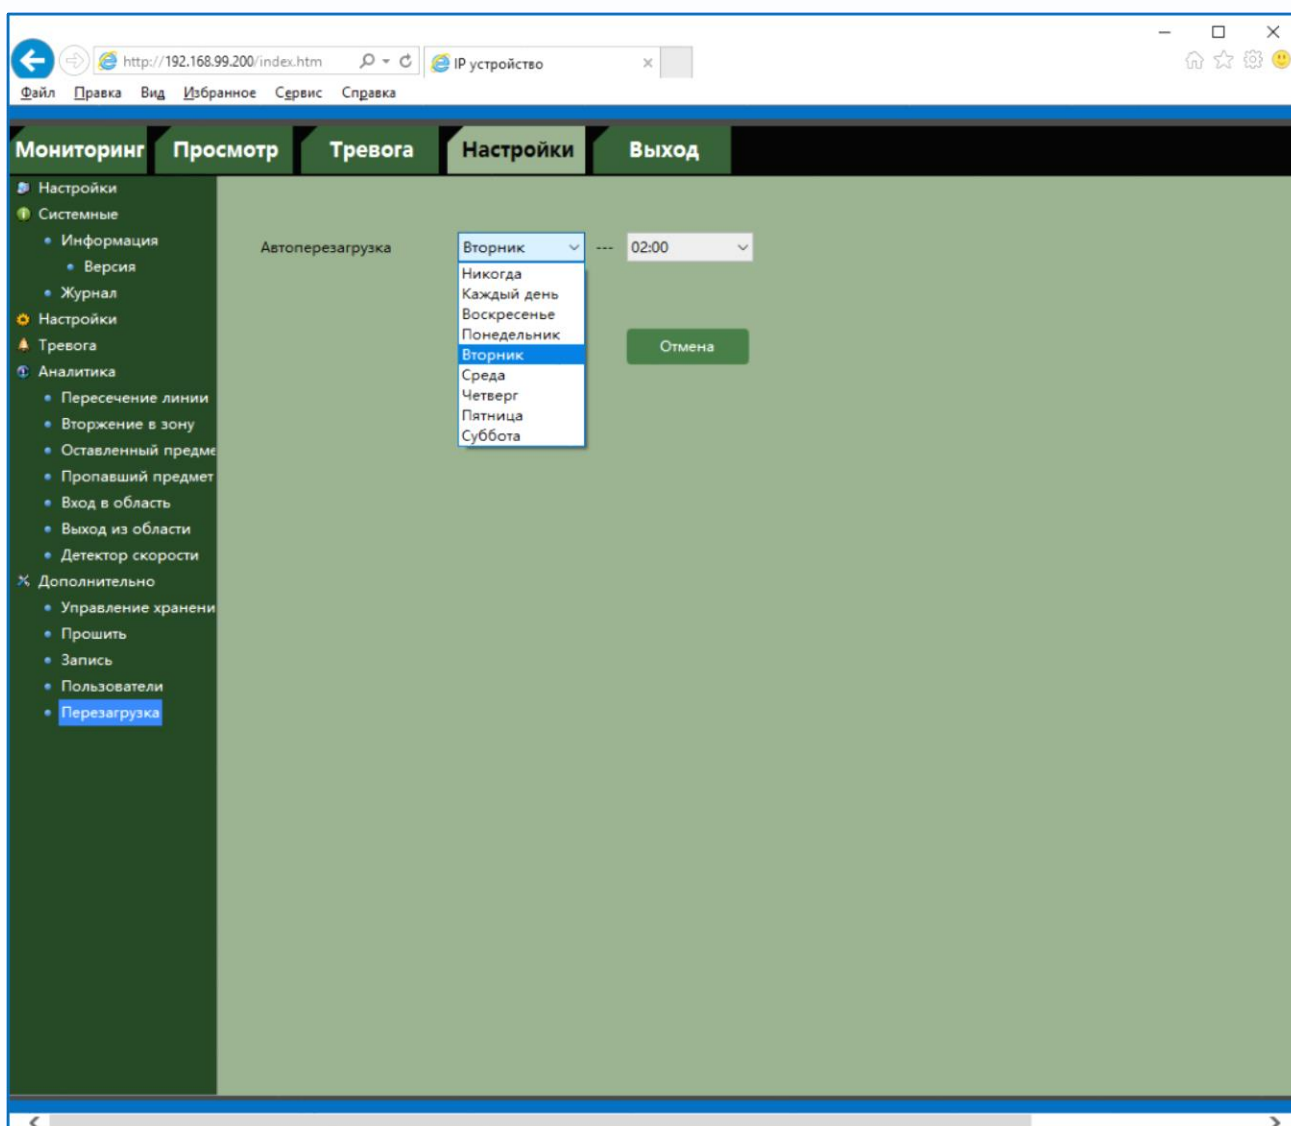 http://192.168.99.200/index.htm
IP устройство
Файл Правка Вид Избранное Сервис Справка
Мониторинг Просмотр Тревога Настройки Выход
Настройки
Системные
Информация
Версия
Журнал
Настройки
Тревога
Аналитика
Пересечение линии
Вторжение в зону
Оставленный предме
Пропавший предмет
Вход в область
Выход из области
Детектор скорости
Дополнительно
Управление хранени
Прошить
Запись
Пользователи
Перезагрузка
Автоперезагрузка Вторник --- 02:00
Никогда
Каждый день
Воскресенье
Понедельник
Вторник
Среда
Четверг
Пятница
Суббота
Отмена